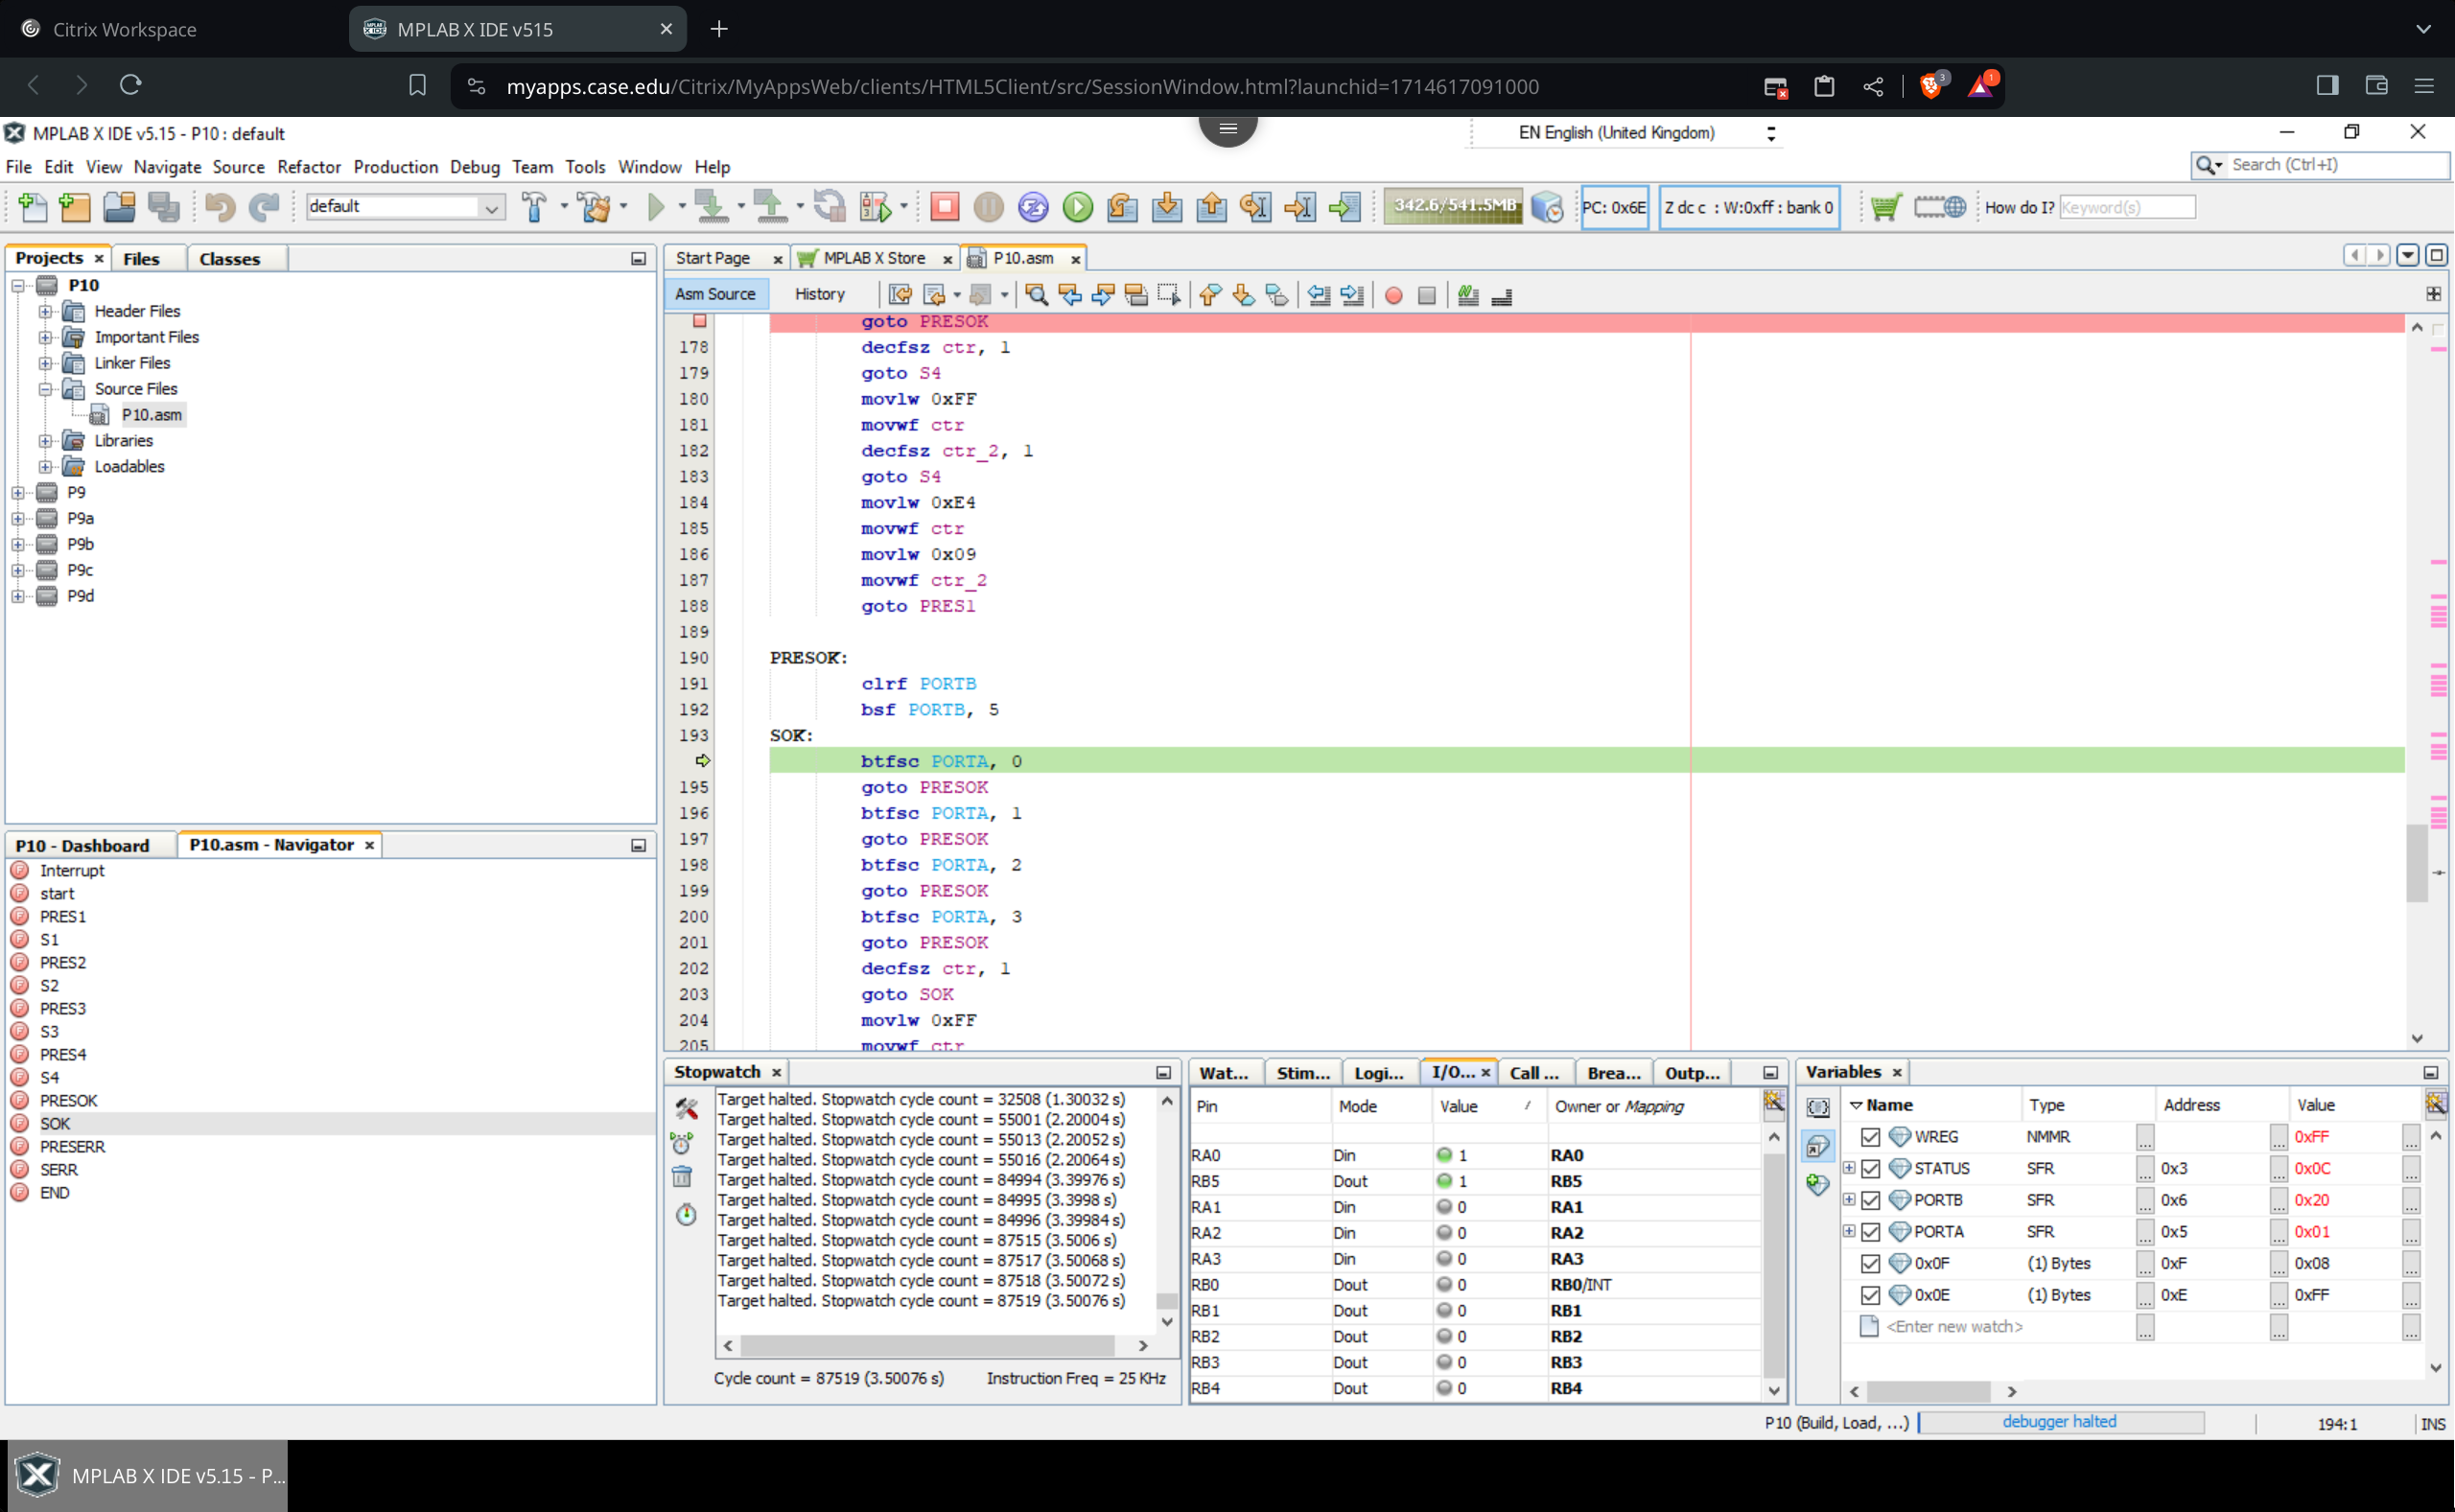 Citrix Workspace
MPLAB X IDE v515
myapps.case.edu/Citrix/MyAppsWeb/clients/HTML5Client/src/SessionWindow.html?launchid=1714617091000
3
1
MPLAB X IDE v5.15 - P10 : default
EN English (United Kingdom)
File Edit View Navigate Source Refactor Production Debug Team Tools Window Help
Search (Ctrl+I)
default
342.6/541.5MB
PC: 0x6E
Z dc c : W:0xff : bank 0
How do I?
Keyword(s)
Projects
Files
Classes
P10
Header Files
Important Files
Linker Files
Source Files
P10.asm
Libraries
Loadables
P9
P9a
P9b
P9c
P9d
P10 - Dashboard
P10.asm - Navigator
Interrupt
start
PRES1
S1
PRES2
S2
PRES3
S3
PRES4
S4
PRESOK
SOK
PRESERR
SERR
END
Start Page
MPLAB X Store
P10.asm
Asm Source
History
goto PRESOK
178 decfsz ctr, 1
179 goto S4
180 movlw 0xFF
181 movwf ctr
182 decfsz ctr_2, 1
183 goto S4
184 movlw 0xE4
185 movwf ctr
186 movlw 0x09
187 movwf ctr_2
188 goto PRES1
189
190 PRESOK:
191 clrf PORTB
192 bsf PORTB, 5
193 SOK:
btfsc PORTA, 0
195 goto PRESOK
196 btfsc PORTA, 1
197 goto PRESOK
198 btfsc PORTA, 2
199 goto PRESOK
200 btfsc PORTA, 3
201 goto PRESOK
202 decfsz ctr, 1
203 goto SOK
204 movlw 0xFF
205 movwf ctr
Stopwatch
Target halted. Stopwatch cycle count = 32508 (1.30032 s)
Target halted. Stopwatch cycle count = 55001 (2.20004 s)
Target halted. Stopwatch cycle count = 55013 (2.20052 s)
Target halted. Stopwatch cycle count = 55016 (2.20064 s)
Target halted. Stopwatch cycle count = 84994 (3.39976 s)
Target halted. Stopwatch cycle count = 84995 (3.3998 s)
Target halted. Stopwatch cycle count = 84996 (3.39984 s)
Target halted. Stopwatch cycle count = 87515 (3.5006 s)
Target halted. Stopwatch cycle count = 87517 (3.50068 s)
Target halted. Stopwatch cycle count = 87518 (3.50072 s)
Target halted. Stopwatch cycle count = 87519 (3.50076 s)
Cycle count = 87519 (3.50076 s)
Instruction Freq = 25 KHz
Wat... Stim... Logi... I/O... Call ... Brea... Outp...
Pin Mode Value / Owner or Mapping
RA0 Din 1 RA0
RB5 Dout 1 RB5
RA1 Din 0 RA1
RA2 Din 0 RA2
RA3 Din 0 RA3
RB0 Dout 0 RB0/INT
RB1 Dout 0 RB1
RB2 Dout 0 RB2
RB3 Dout 0 RB3
RB4 Dout 0 RB4
Variables
Name Type Address Value
WREG NMMR ... ... 0xFF ...
STATUS SFR ... 0x3 ... 0x0C ...
PORTB SFR ... 0x6 ... 0x20 ...
PORTA SFR ... 0x5 ... 0x01 ...
0x0F (1) Bytes ... 0xF ... 0x08 ...
0x0E (1) Bytes ... 0xE ... 0xFF ...
<Enter new watch> ... ... ...
P10 (Build, Load, ...)
debugger halted
194:1
INS
MPLAB X IDE v5.15 - P...